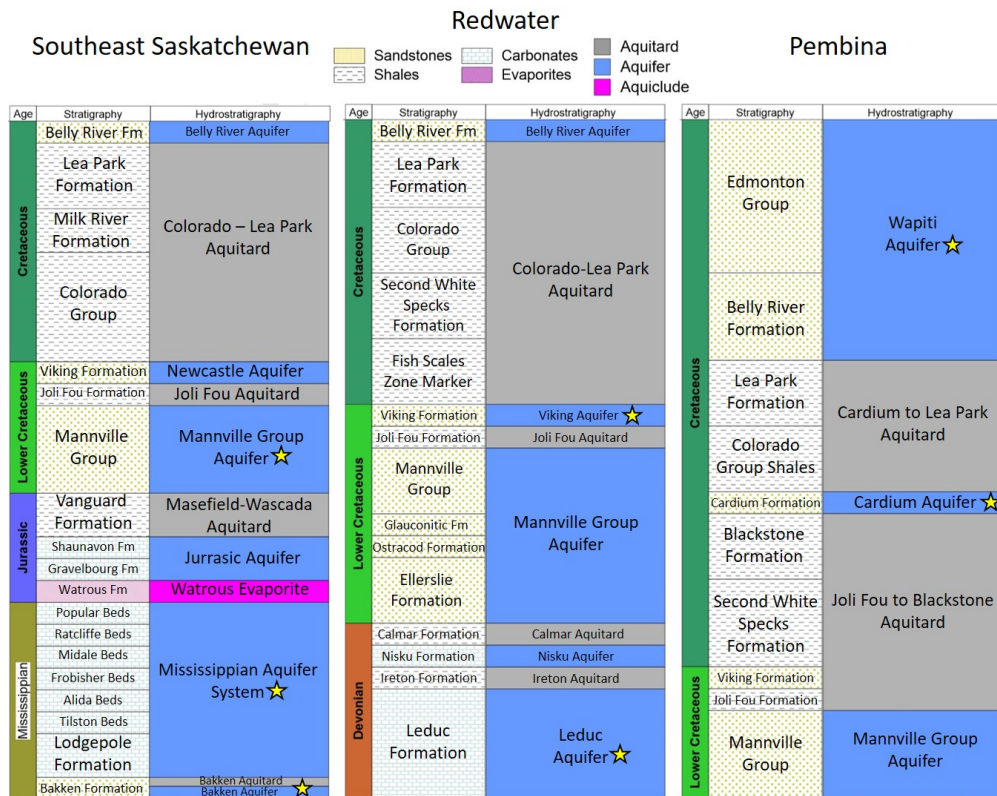 Redwater
Southeast Saskatchewan
Pembina
Sandstones
Shales
Carbonates
Evaporites
Aquitard
Aquifer
Aquiclude
Age
Stratigraphy
Hydrostratigraphy
Cretaceous
Belly River Fm
Belly River Aquifer
Lea Park
Formation
Milk River
Formation
Colorado
Group
Colorado – Lea Park
Aquitard
Lower Cretaceous
Viking Formation
Newcastle Aquifer
Joli Fou Formation
Joli Fou Aquitard
Mannville
Group
Mannville Group
Aquifer
Jurassic
Vanguard
Formation
Masefield-Wascada
Aquitard
Shaunavon Fm
Gravelbourg Fm
Jurrasic Aquifer
Watrous Fm
Watrous Evaporite
Mississippian
Popular Beds
Ratcliffe Beds
Midale Beds
Frobisher Beds
Alida Beds
Tilston Beds
Lodgepole
Formation
Mississippian Aquifer
System
Bakken Formation
Bakken Aquitard
Bakken Aquifer
Age
Stratigraphy
Hydrostratigraphy
Cretaceous
Belly River Fm
Belly River Aquifer
Lea Park
Formation
Colorado
Group
Second White
Specks
Formation
Fish Scales
Zone Marker
Colorado-Lea Park
Aquitard
Lower Cretaceous
Viking Formation
Viking Aquifer
Joli Fou Formation
Joli Fou Aquitard
Mannville
Group
Glauconitic Fm
Ostracod Formation
Ellerslie
Formation
Mannville Group
Aquifer
Devonian
Calmar Formation
Calmar Aquitard
Nisku Formation
Nisku Aquifer
Ireton Formation
Ireton Aquitard
Leduc
Formation
Leduc
Aquifer
Age
Stratigraphy
Hydrostratigraphy
Cretaceous
Edmonton
Group
Belly River
Formation
Wapiti
Aquifer
Lea Park
Formation
Colorado
Group Shales
Cardium to Lea Park
Aquitard
Cardium Formation
Cardium Aquifer
Blackstone
Formation
Second White
Specks
Formation
Joli Fou to Blackstone
Aquitard
Lower Cretaceous
Viking Formation
Joli Fou Formation
Mannville
Group
Mannville Group
Aquifer